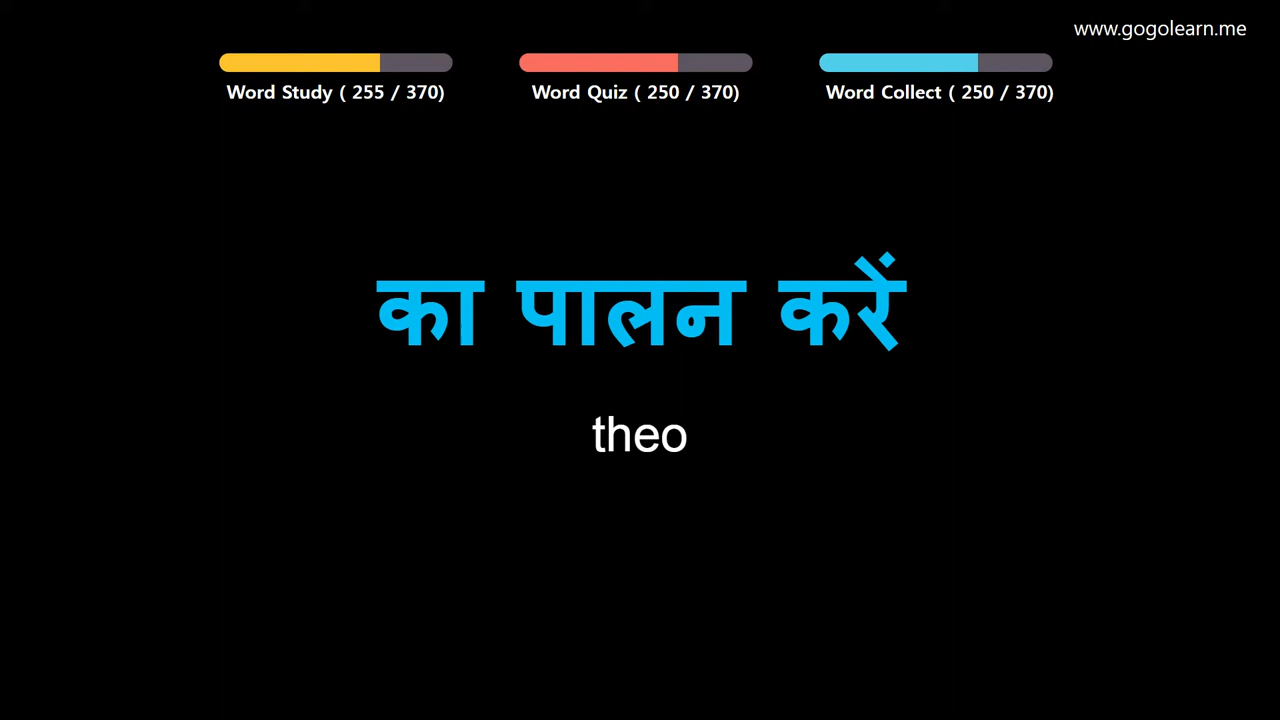 www.gogolearn.me
Word Study ( 255 / 370)
Word Quiz ( 250 / 370)
Word Collect ( 250 / 370)
का पालन करें
theo